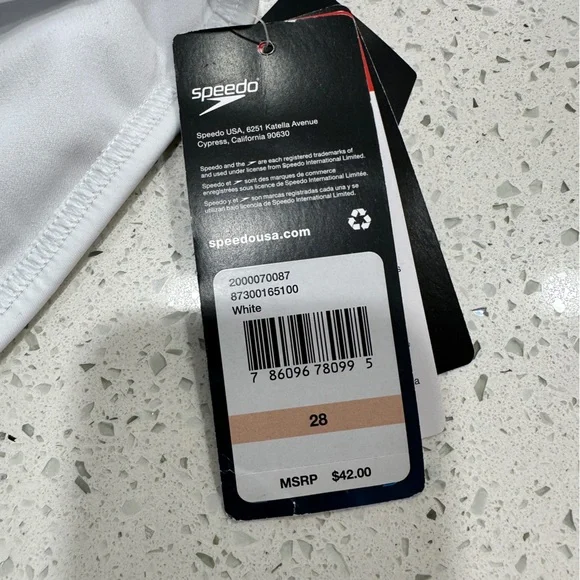 speedo
Speedo USA, 6251 Katella Avenue
Cypress, California 90630
Speedo and the are each registered trademarks of
and used under license from Speedo International Limited.
Speedo et sont des marques de commerce
enregistrées sous licence de Speedo International Limited.
Speedo y el son marcas registradas cada una y se
utilizan bajo licencia de Speedo International Limited.
speedousa.com
2000070087
87300165100
White
7 86096 78099 5
28
MSRP $42.00